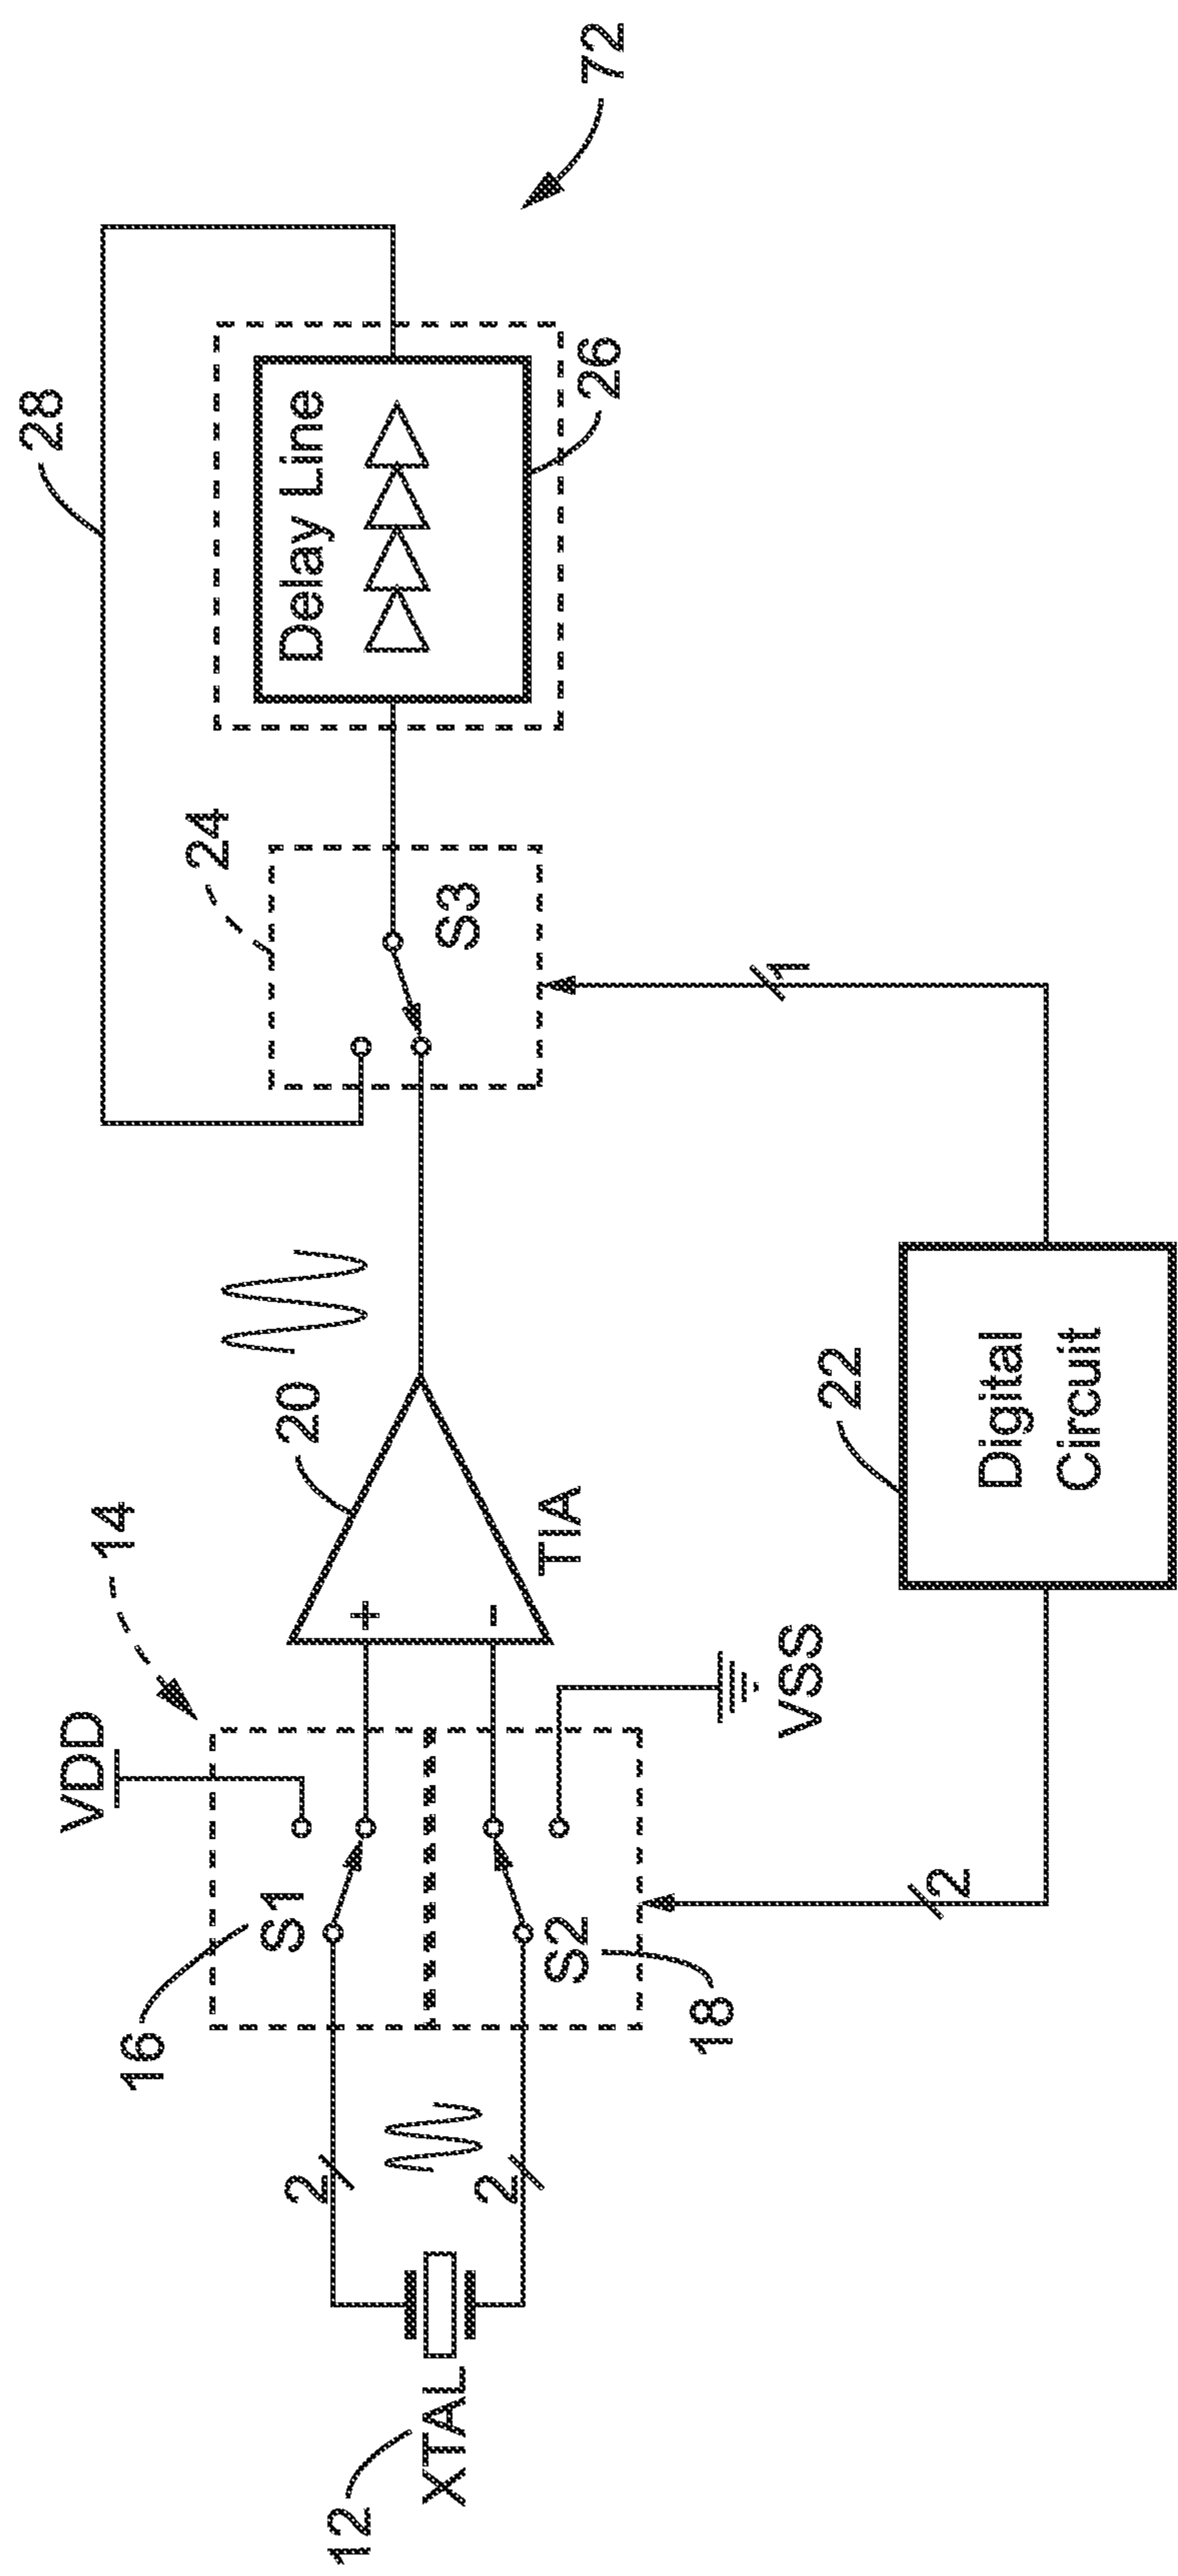 28
72
24
Delay Line
26
S3
1
14
20
+
-
TIA
VDD
16
S1
S2
18
VSS
2
2
12
XTAL
2
22
Digital
Circuit